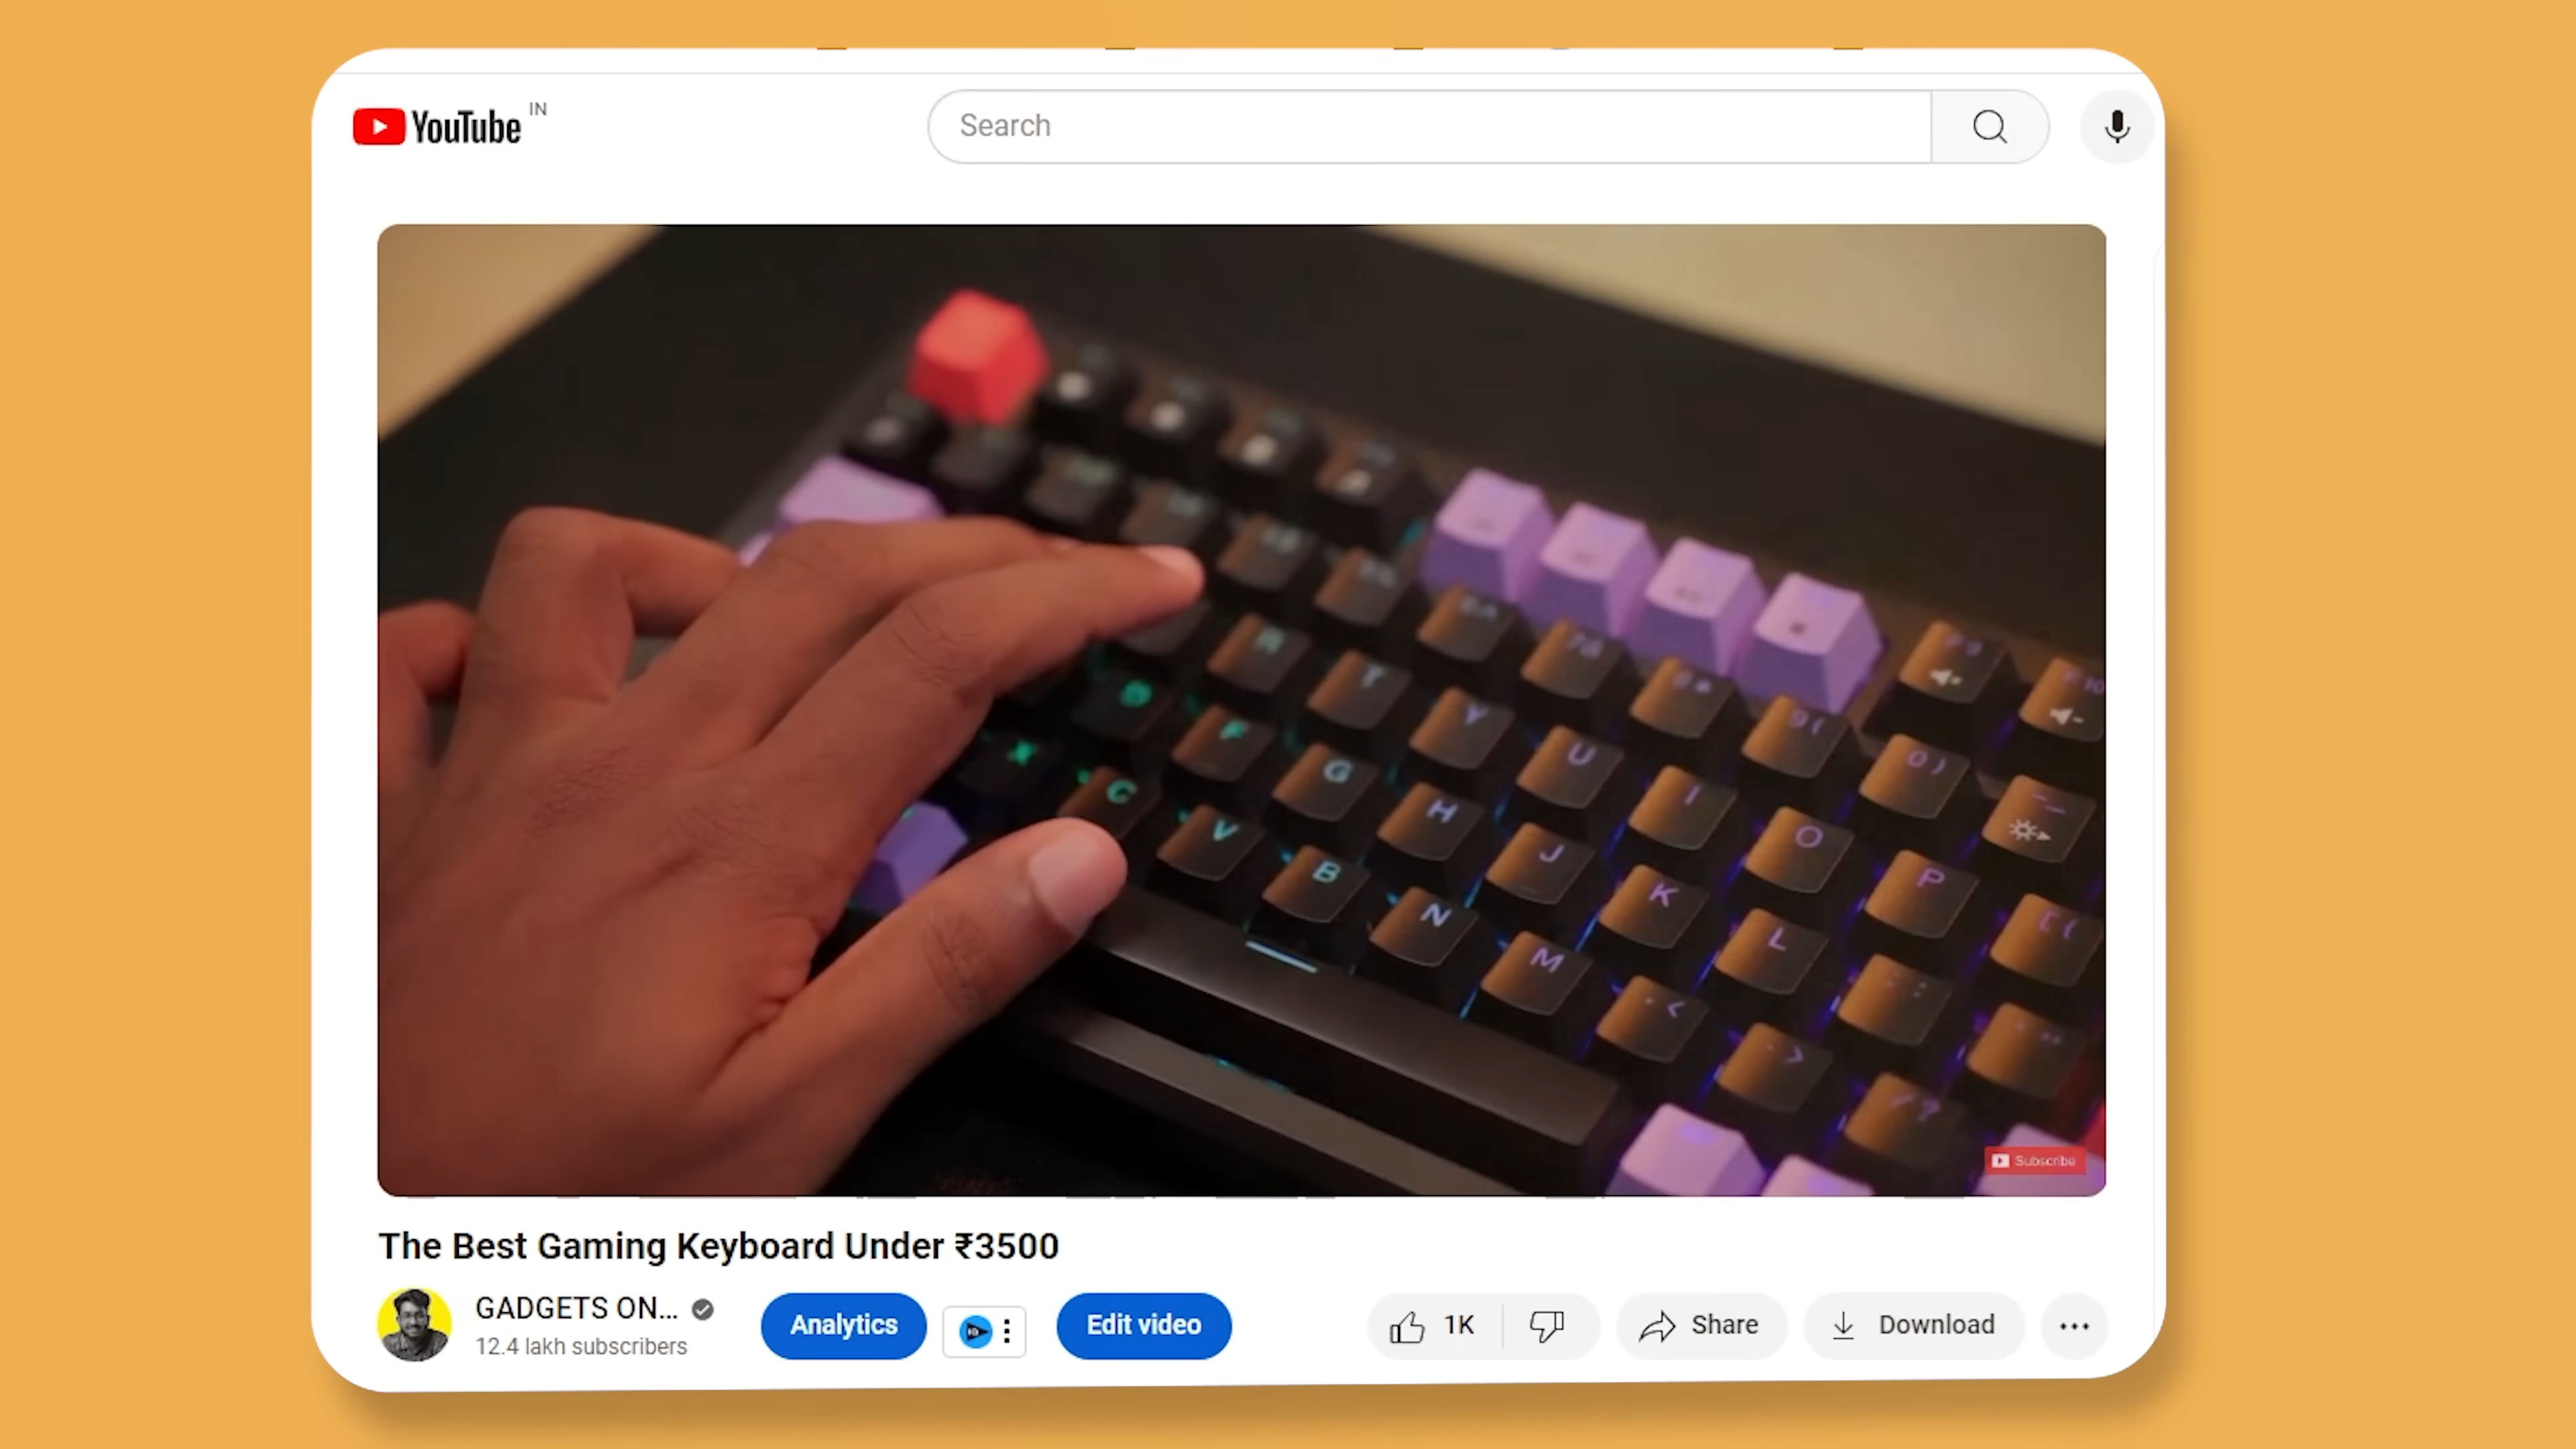 YouTube IN
Search
R
T
Y
U
I
O
P
[{
D
F
G
H
J
K
L
X
C
V
B
N
M
Subscribe
The Best Gaming Keyboard Under ₹3500
GADGETS ON...
12.4 lakh subscribers
Analytics
Edit video
1K
Share
Download